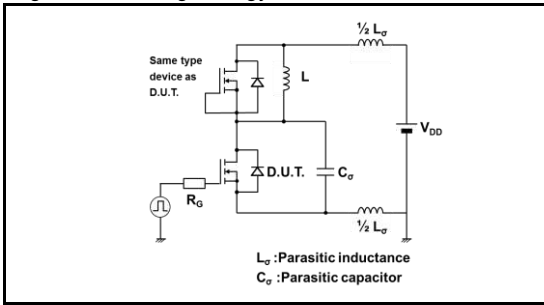 ½ Lσ
Same type
device as
D.U.T.
L
VDD
D.U.T.
Cσ
RG
½ Lσ
Lσ :Parasitic inductance
Cσ :Parasitic capacitor